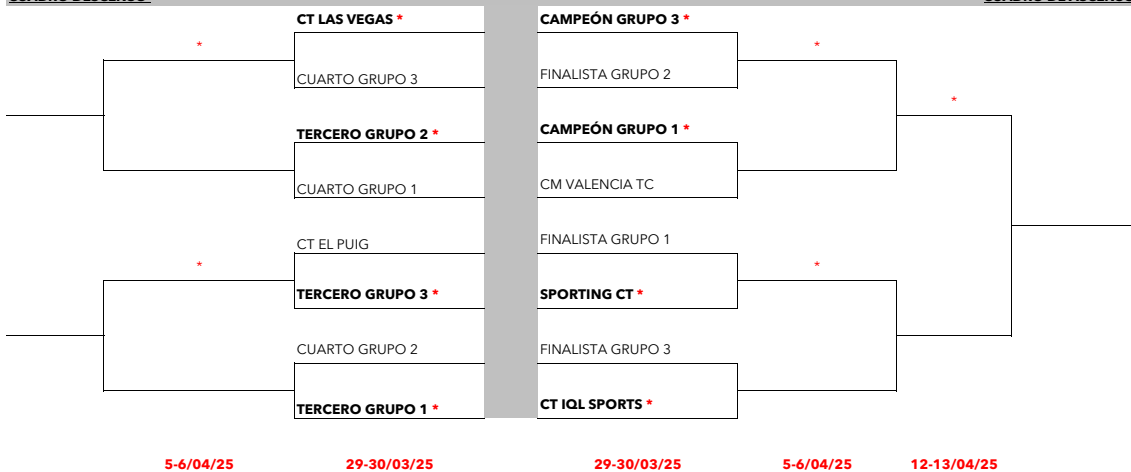 CT LAS VEGAS *
CAMPEÓN GRUPO 3 *
*
*
CUARTO GRUPO 3
FINALISTA GRUPO 2
*
TERCERO GRUPO 2 *
CAMPEÓN GRUPO 1 *
CUARTO GRUPO 1
CM VALENCIA TC
CT EL PUIG
FINALISTA GRUPO 1
*
*
TERCERO GRUPO 3 *
SPORTING CT *
CUARTO GRUPO 2
FINALISTA GRUPO 3
TERCERO GRUPO 1 *
CT IQL SPORTS *
5-6/04/25 29-30/03/25 29-30/03/25 5-6/04/25 12-13/04/25